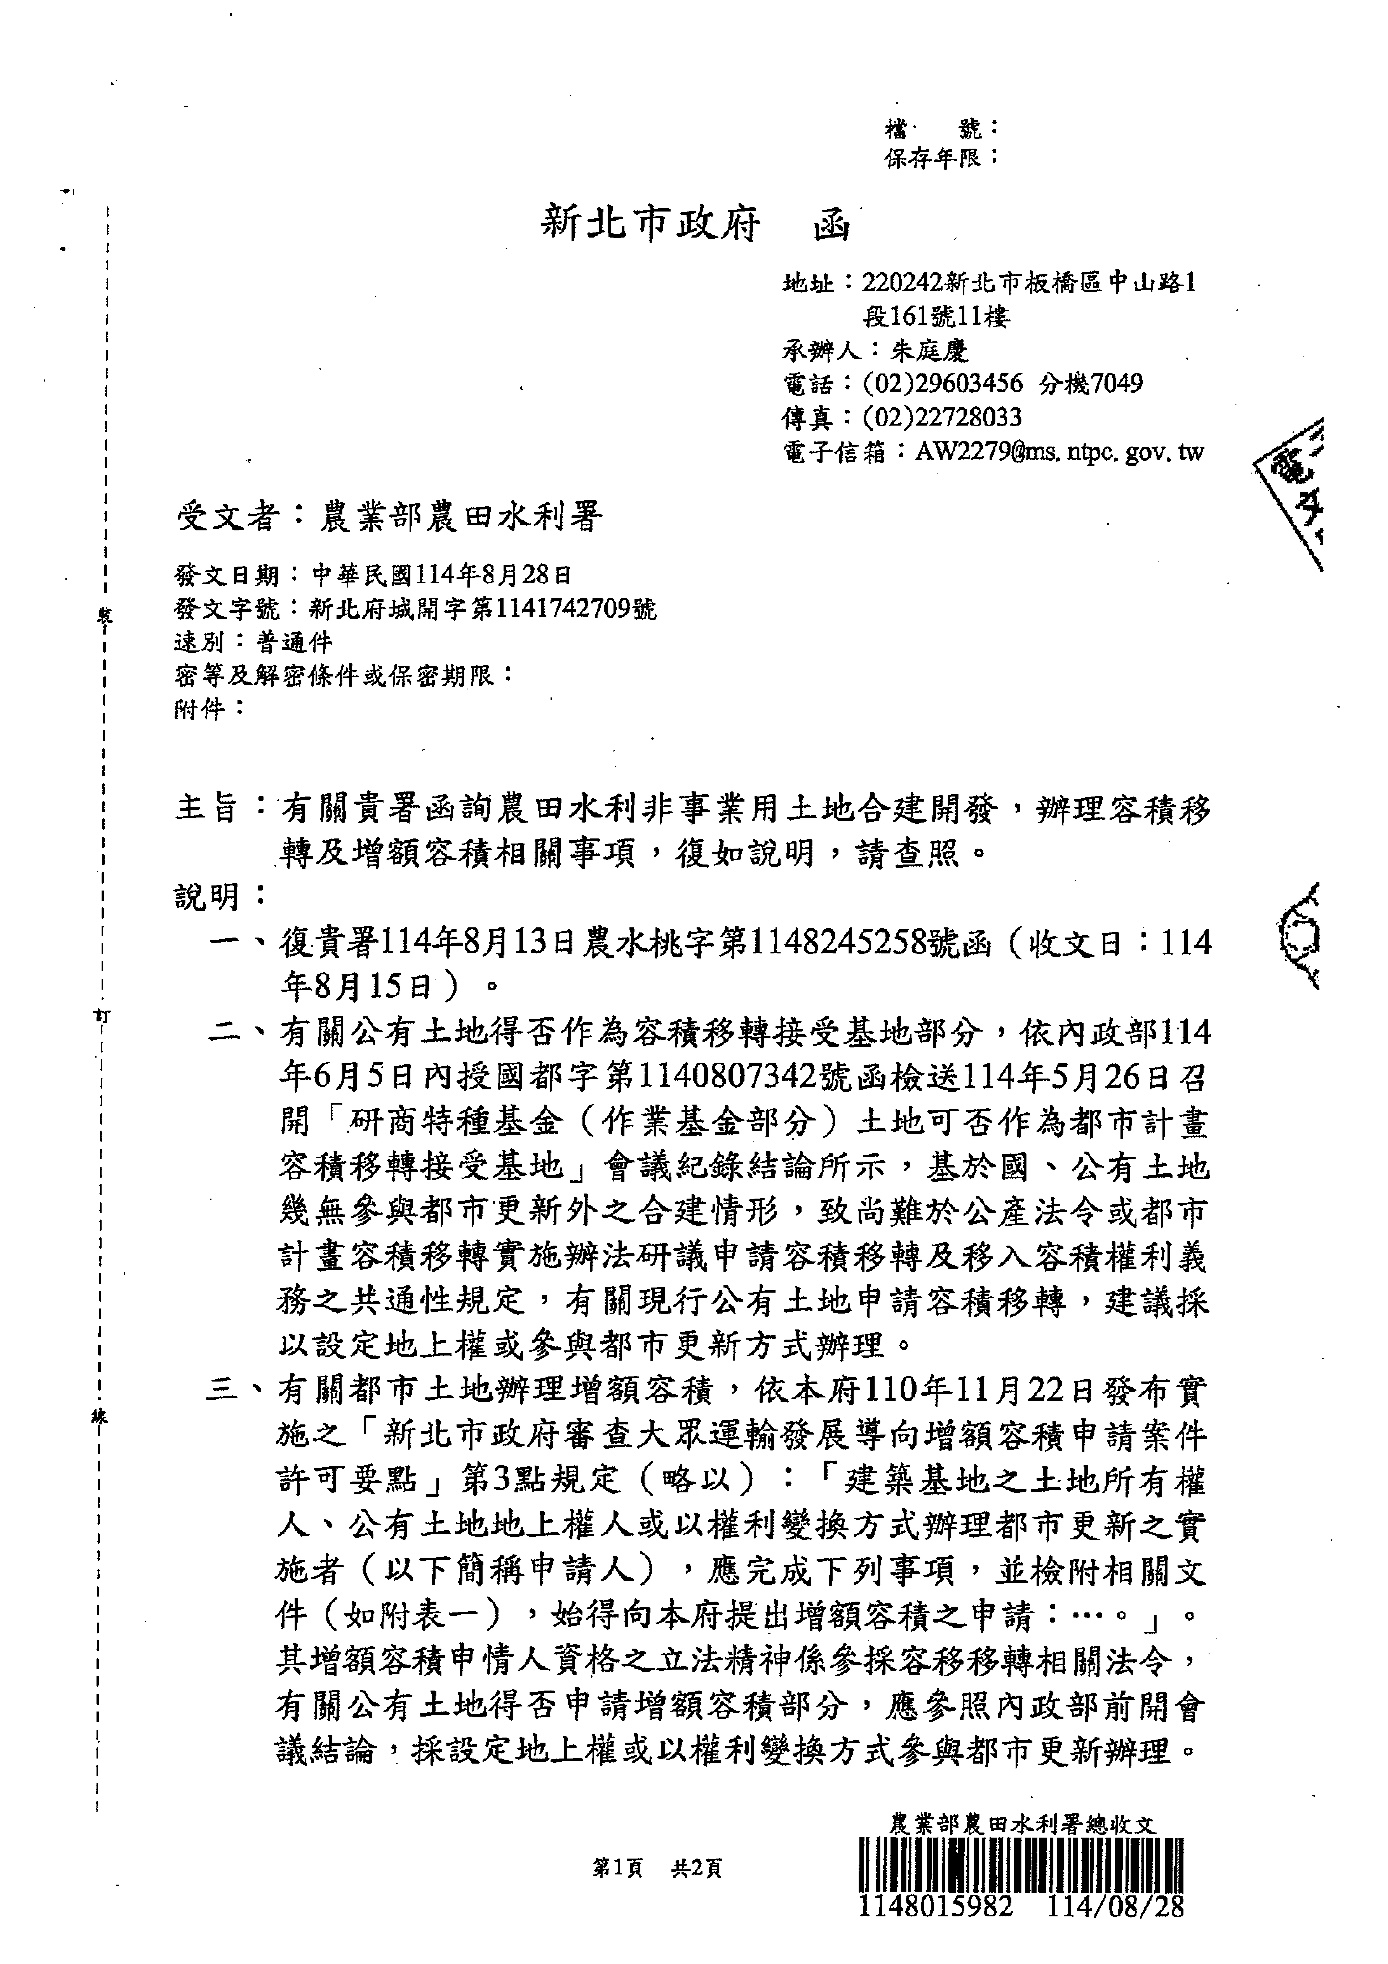 檔　　號：
保存年限：
新北市政府　函
地址：220242新北市板橋區中山路1
段161號11樓
承辦人：朱庭慶
電話：(02)29603456 分機7049
傳真：(02)22728033
電子信箱：AW2279@ms.ntpc.gov.tw
電
受文者：農業部農田水利署
發文日期：中華民國114年8月28日
發文字號：新北府城開字第1141742709號
速別：普通件
密等及解密條件或保密期限：
附件：
裝
主旨：有關貴署函詢農田水利非事業用土地合建開發，辦理容積移
轉及增額容積相關事項，復如說明，請查照。
說明：
一、復貴署114年8月13日農水桃字第1148245258號函（收文日：114
年8月15日）。
二、有關公有土地得否作為容積移轉接受基地部分，依內政部114
年6月5日內授國都字第1140807342號函檢送114年5月26日召
開「研商特種基金（作業基金部分）土地可否作為都市計畫
容積移轉接受基地」會議紀錄結論所示，基於國、公有土地
幾無參與都市更新外之合建情形，致尚難於公產法令或都市
計畫容積移轉實施辦法研議申請容積移轉及移入容積權利義
務之共通性規定，有關現行公有土地申請容積移轉，建議採
以設定地上權或參與都市更新方式辦理。
訂
三、有關都市土地辦理增額容積，依本府110年11月22日發布實
施之「新北市政府審查大眾運輸發展導向增額容積申請案件
許可要點」第3點規定（略以）：「建築基地之土地所有權
人、公有土地地上權人或以權利變換方式辦理都市更新之實
施者（以下簡稱申請人），應完成下列事項，並檢附相關文
件（如附表一），始得向本府提出增額容積之申請：…。」。
其增額容積申情人資格之立法精神係參採容移移轉相關法令，
有關公有土地得否申請增額容積部分，應參照內政部前開會
議結論，採設定地上權或以權利變換方式參與都市更新辦理。
線
農業部農田水利署總收文
第1頁　共2頁
1148015982 114/08/28